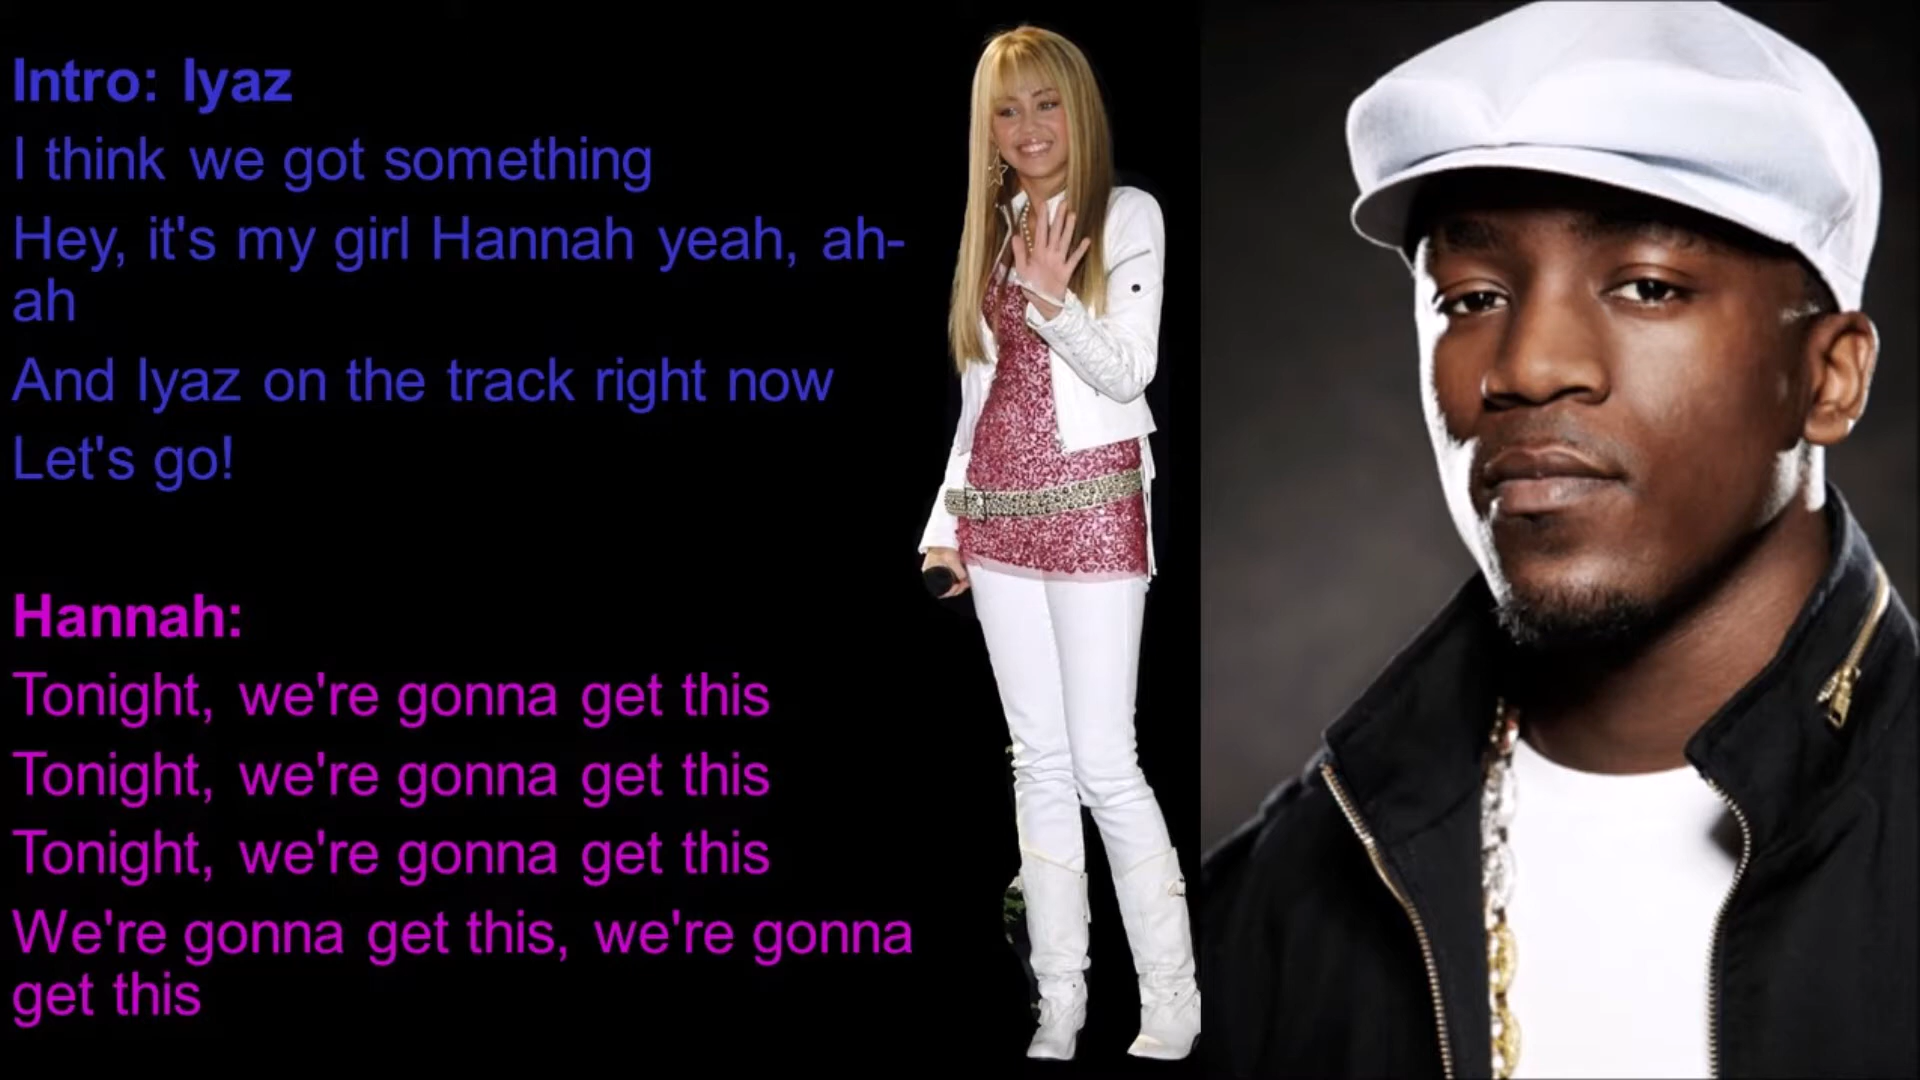 Intro: Iyaz
I think we got something
Hey, it's my girl Hannah yeah, ah-
ah
And Iyaz on the track right now
Let's go!
Hannah:
Tonight, we're gonna get this
Tonight, we're gonna get this
Tonight, we're gonna get this
We're gonna get this, we're gonna
get this